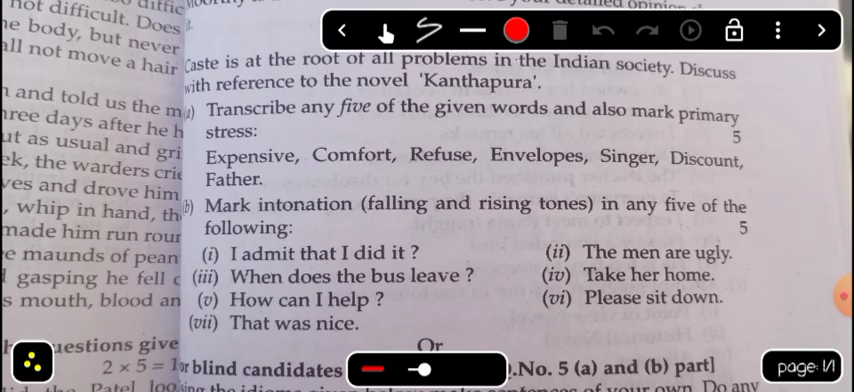 not difficult. Does
ne body, but never
all not move a hair
n and told us the m
three days after he h
ut as usual and gri
ek, the warders crie
ves and drove him
, whip in hand, th
made him run rour
e maunds of pean
l gasping he fell c
s mouth, blood an
uestions give
2 x 5 = 1
Caste is at the root of all problems in the Indian society. Discuss
with reference to the novel 'Kanthapura'.
(a) Transcribe any five of the given words and also mark primary
stress: 5
Expensive, Comfort, Refuse, Envelopes, Singer, Discount,
Father.
(b) Mark intonation (falling and rising tones) in any five of the
following: 5
(i) I admit that I did it ? (ii) The men are ugly.
(iii) When does the bus leave ? (iv) Take her home.
(v) How can I help ? (vi) Please sit down.
(vii) That was nice.
Or
or blind candidates .No. 5 (a) and (b) part]
page: 1/1